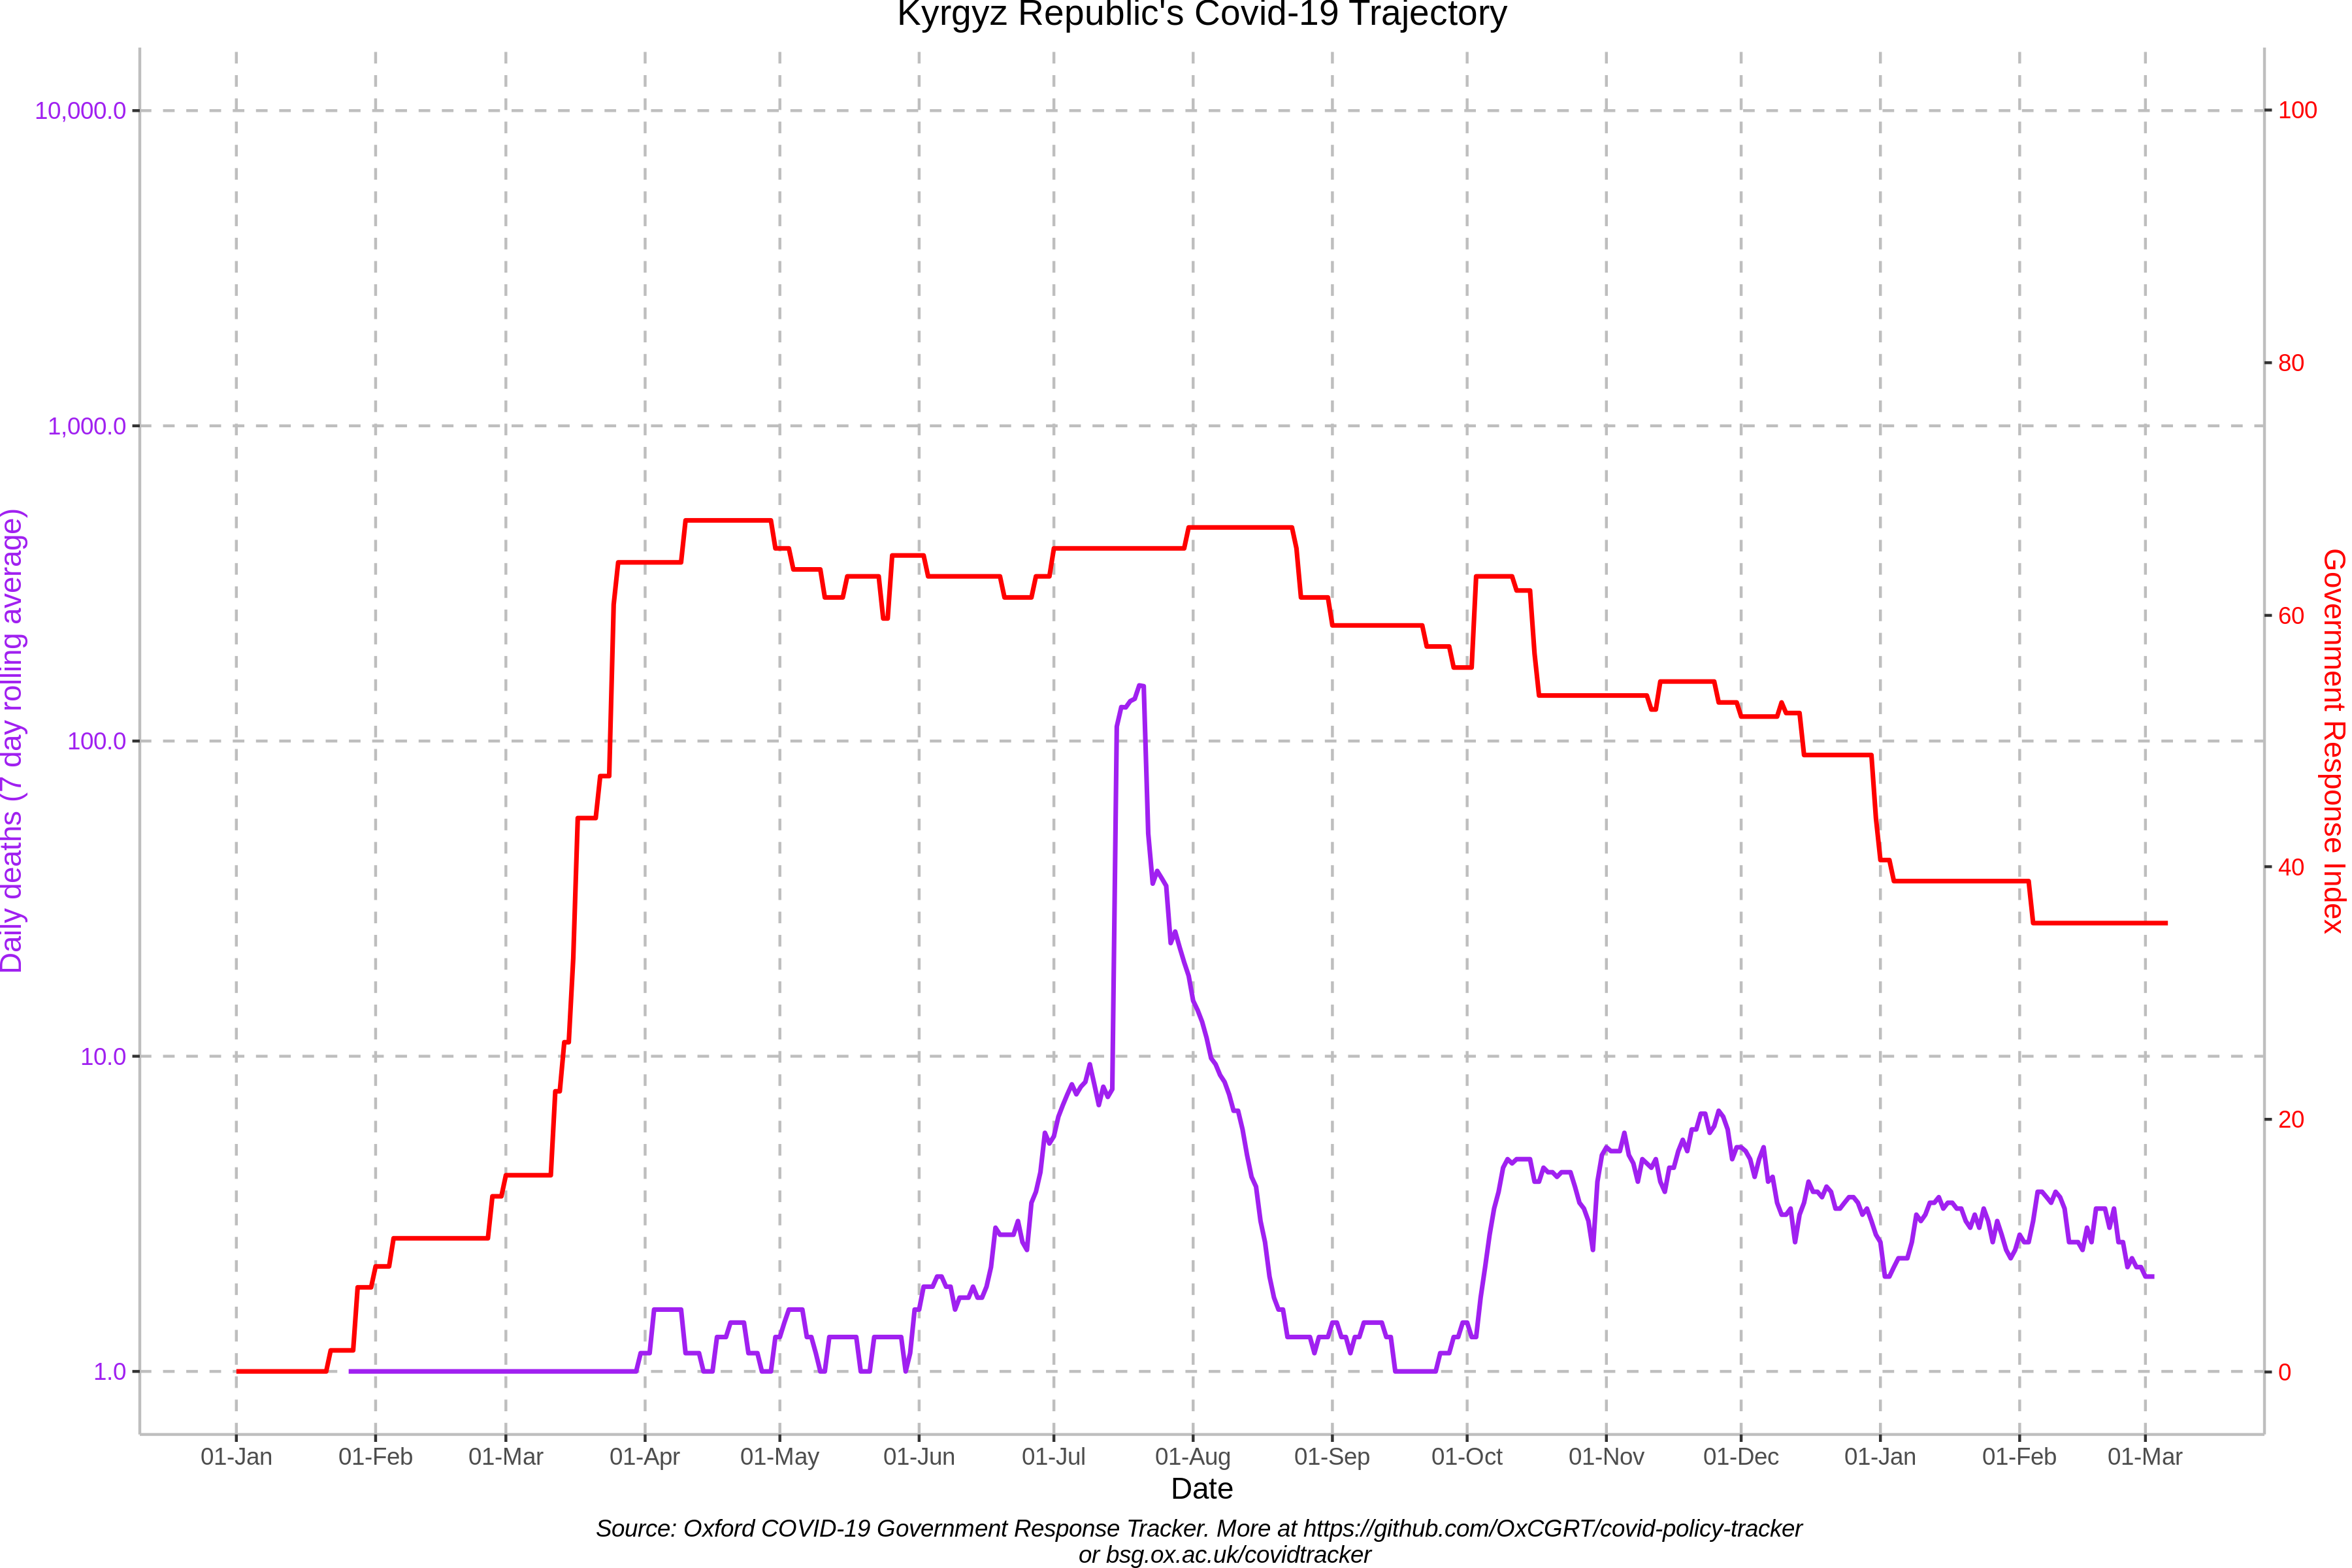 Kyrgyz Republic's Covid-19 Trajectory
10,000.0
1,000.0
100.0
10.0
1.0
Daily deaths (7 day rolling average)
100
80
60
40
20
0
Government Response Index
01-Jan 01-Feb 01-Mar 01-Apr 01-May 01-Jun 01-Jul 01-Aug 01-Sep 01-Oct 01-Nov 01-Dec 01-Jan 01-Feb 01-Mar
Date
Source: Oxford COVID-19 Government Response Tracker. More at https://github.com/OxCGRT/covid-policy-tracker
or bsg.ox.ac.uk/covidtracker